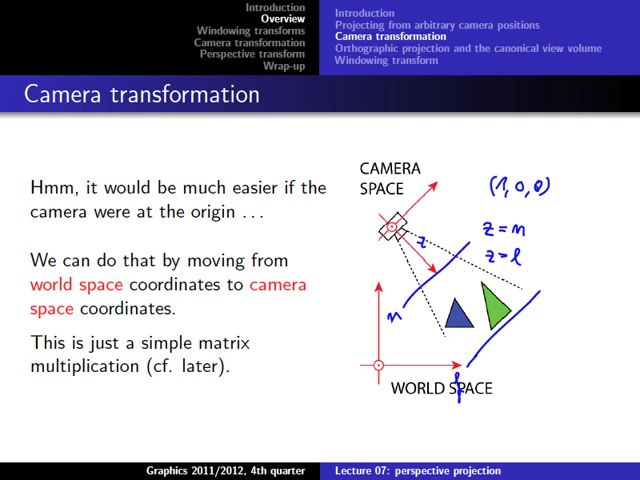 Introduction
Overview
Windowing transforms
Camera transformation
Perspective transform
Wrap-up
Introduction
Projecting from arbitrary camera positions
Camera transformation
Orthographic projection and the canonical view volume
Windowing transform
Camera transformation
Hmm, it would be much easier if the
camera were at the origin . . .
We can do that by moving from
world space coordinates to camera
space coordinates.
This is just a simple matrix
multiplication (cf. later).
CAMERA
SPACE
(1, 0, 0)
z = n
z = f
z
n
f
WORLD SPACE
Graphics 2011/2012, 4th quarter
Lecture 07: perspective projection